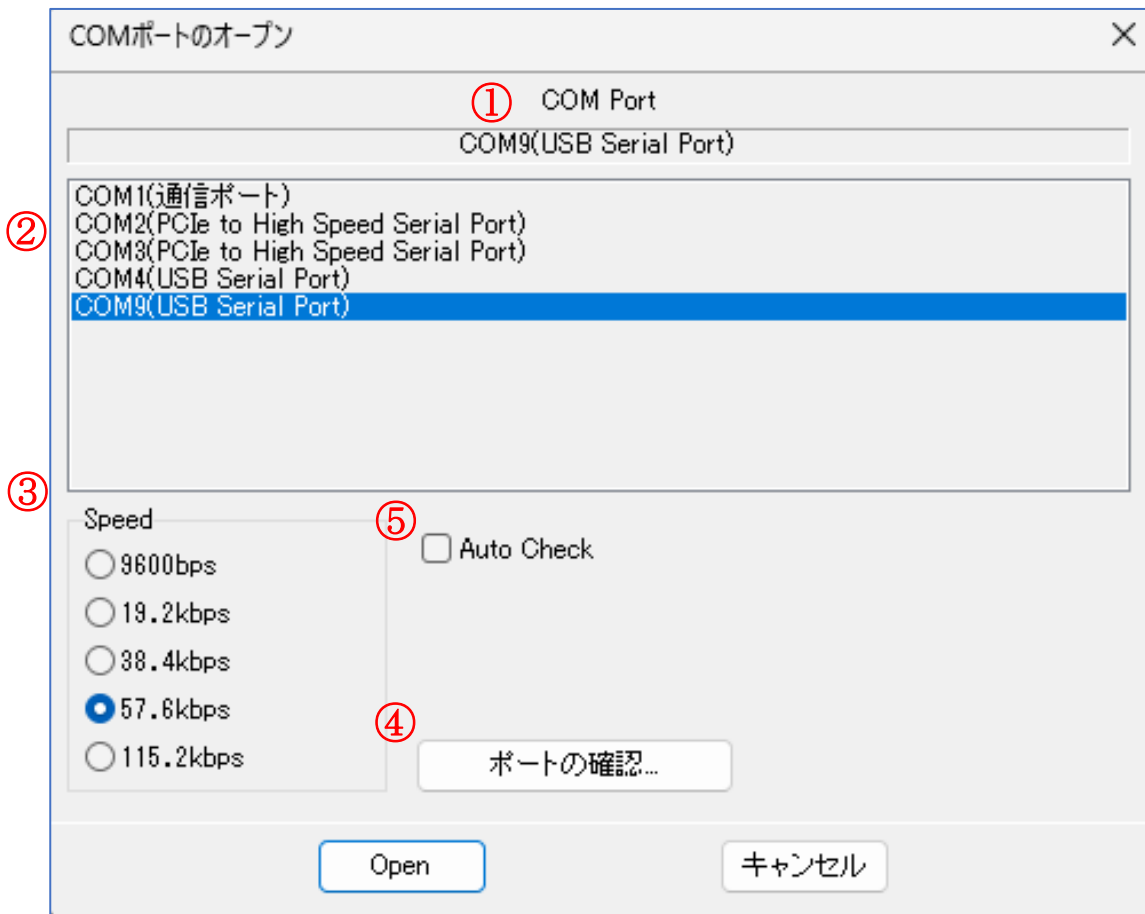 COMポートのオープン
① COM Port
COM9(USB Serial Port)
COM1(通信ポート)
② COM2(PCIe to High Speed Serial Port)
COM3(PCIe to High Speed Serial Port)
COM4(USB Serial Port)
COM9(USB Serial Port)
③
Speed
9600bps
19.2kbps
38.4kbps
57.6kbps
115.2kbps
⑤
Auto Check
④
ポートの確認...
Open
キャンセル